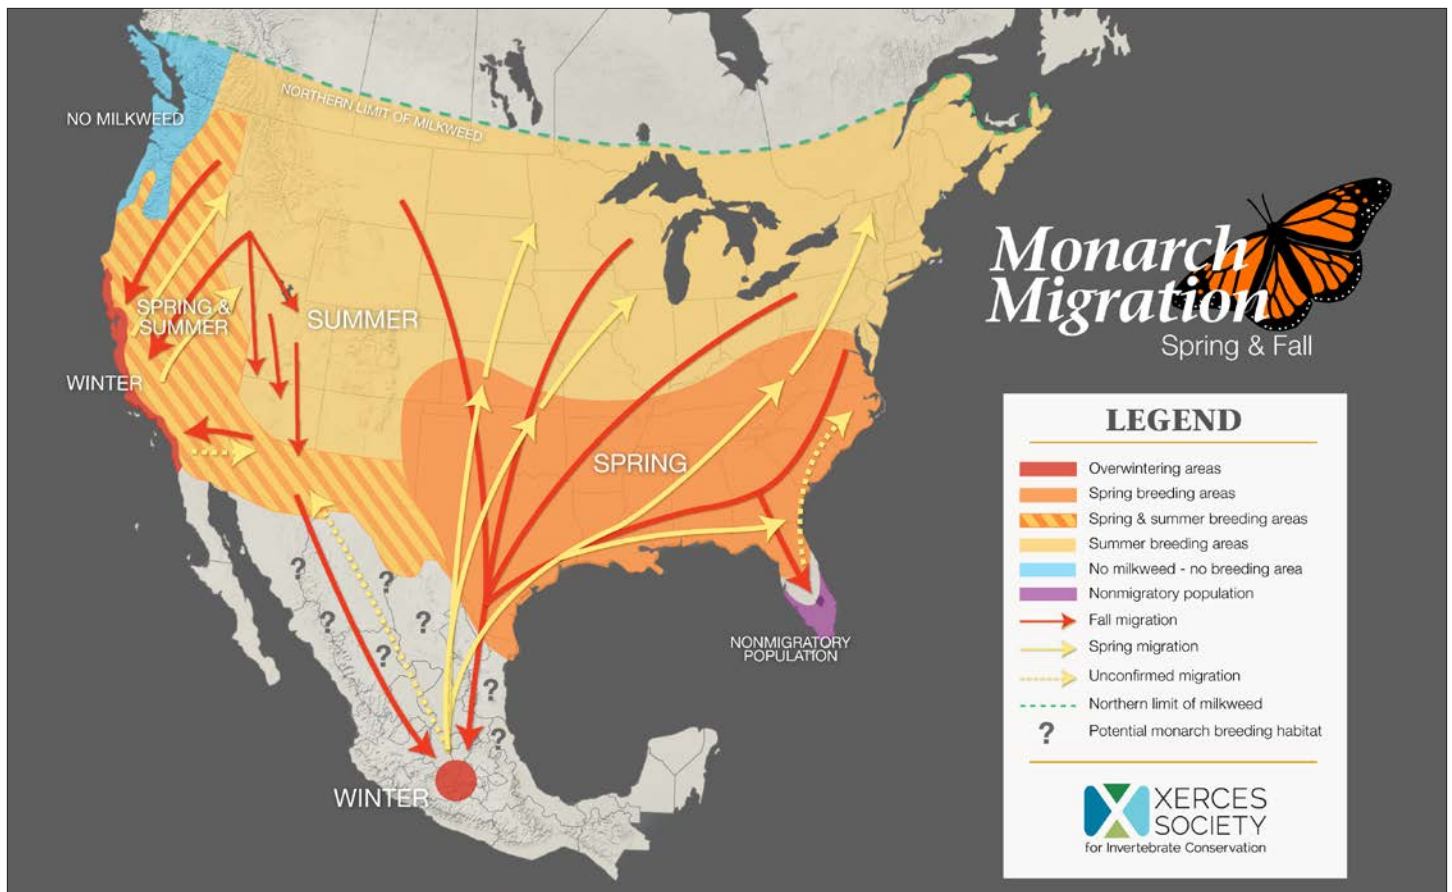 NO MILKWEED
NORTHERN LIMIT OF MILKWEED
SPRING &
SUMMER
SUMMER
WINTER
SPRING
NONMIGRATORY
POPULATION
WINTER
?
?
?
?
?
?
?
Monarch
Migration
Spring & Fall
LEGEND
Overwintering areas
Spring breeding areas
Spring & summer breeding areas
Summer breeding areas
No milkweed - no breeding area
Nonmigratory population
Fall migration
Spring migration
Unconfirmed migration
Northern limit of milkweed
? Potential monarch breeding habitat
XERCES
SOCIETY
for Invertebrate Conservation